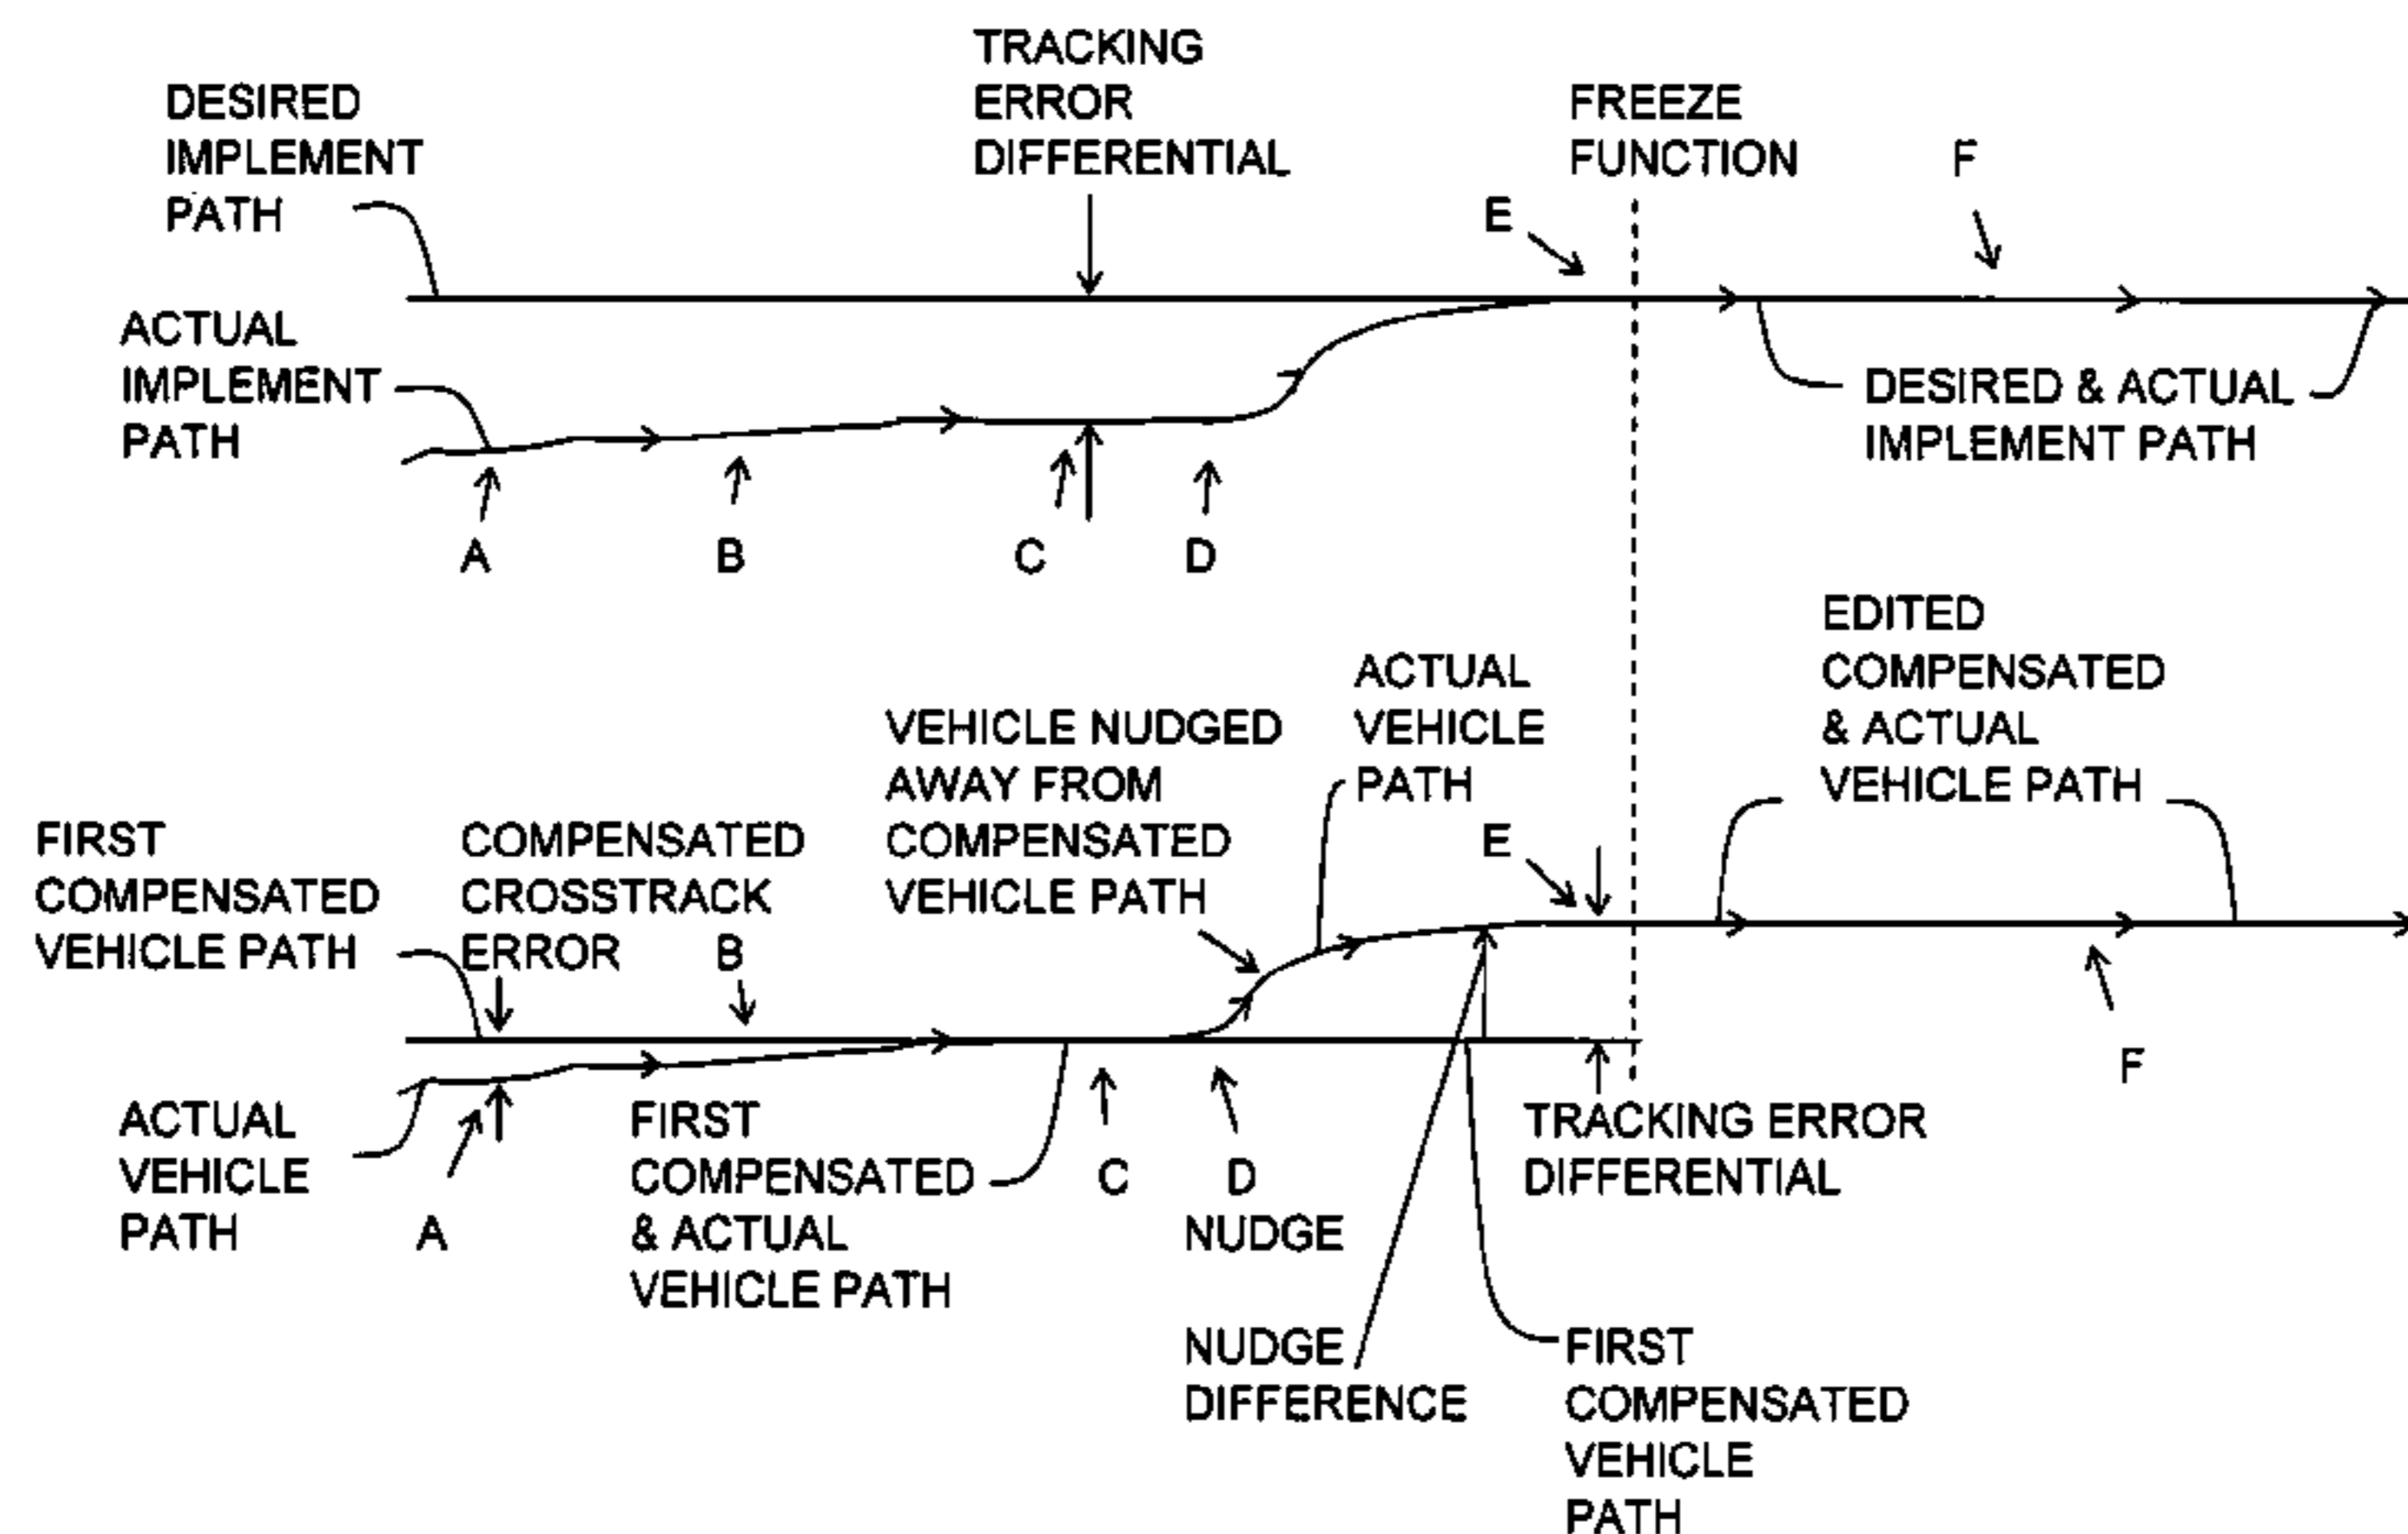 DESIRED
IMPLEMENT
PATH
TRACKING
ERROR
DIFFERENTIAL
FREEZE
FUNCTION
F
E
ACTUAL
IMPLEMENT
PATH
DESIRED & ACTUAL
IMPLEMENT PATH
A
B
C
D
EDITED
COMPENSATED
& ACTUAL
VEHICLE PATH
ACTUAL
VEHICLE
PATH
VEHICLE NUDGED
AWAY FROM
COMPENSATED
VEHICLE PATH
FIRST
COMPENSATED
VEHICLE PATH
COMPENSATED
CROSSTRACK
ERROR
B
E
F
ACTUAL
VEHICLE
PATH
A
FIRST
COMPENSATED
& ACTUAL
VEHICLE PATH
C
D
NUDGE
TRACKING ERROR
DIFFERENTIAL
NUDGE
DIFFERENCE
FIRST
COMPENSATED
VEHICLE
PATH